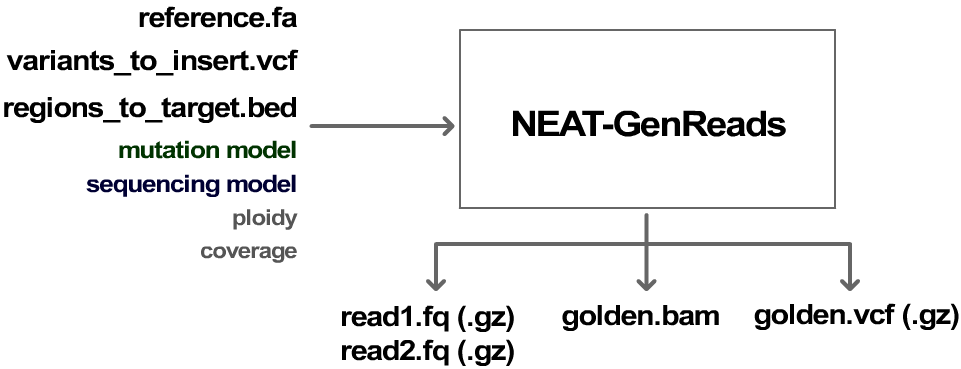 reference.fa
variants_to_insert.vcf
regions_to_target.bed
mutation model
sequencing model
ploidy
coverage
NEAT-GenReads
read1.fq (.gz)
read2.fq (.gz)
golden.bam
golden.vcf (.gz)